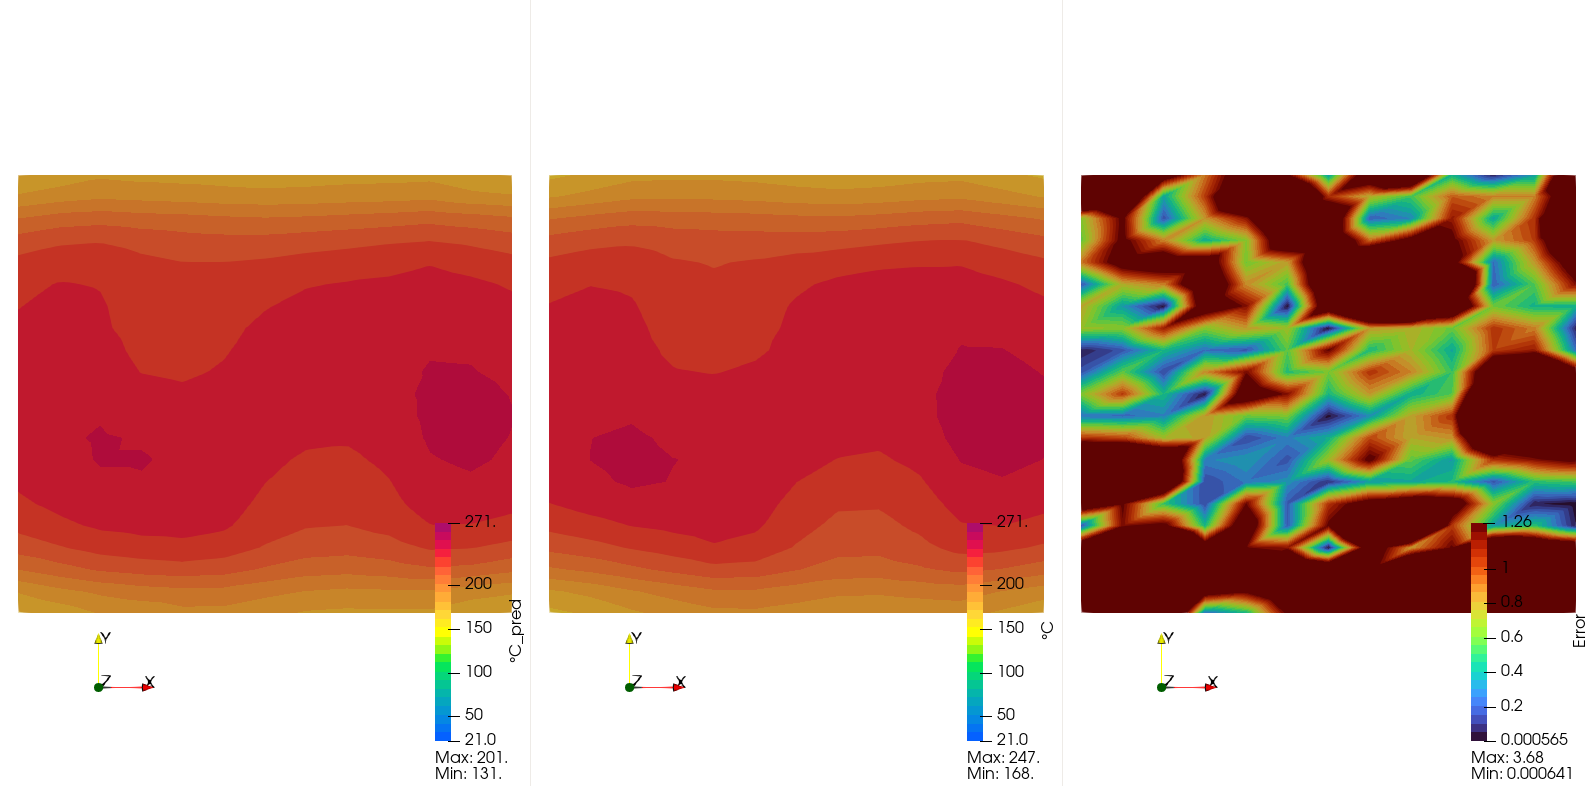 271.
200
150
100
50
21.0
°C_pred
Max: 201.
Min: 131.
Y
Z
X
271.
200
150
100
50
21.0
°C
Max: 247.
Min: 168.
Y
Z
X
1.26
1
0.8
0.6
0.4
0.2
0.000565
Error
Max: 3.68
Min: 0.000641
Y
Z
X